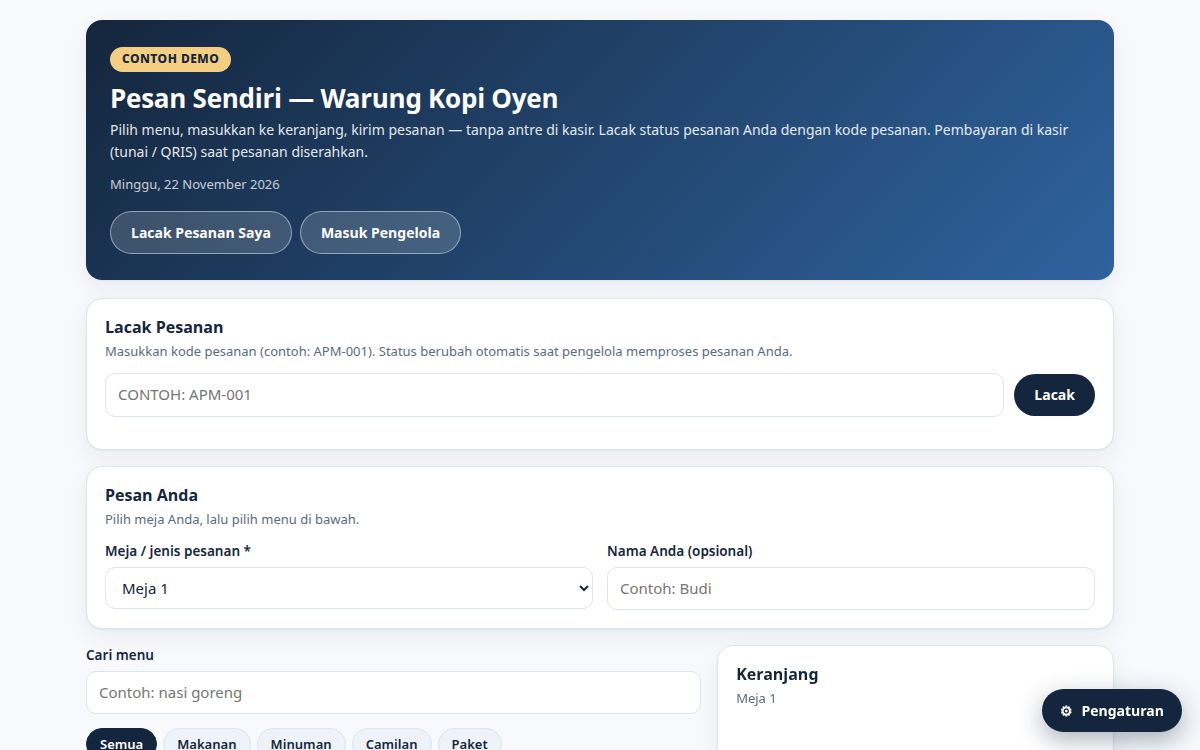 CONTOH DEMO
Pesan Sendiri — Warung Kopi Oyen
Pilih menu, masukkan ke keranjang, kirim pesanan — tanpa antre di kasir. Lacak status pesanan Anda dengan kode pesanan. Pembayaran di kasir
(tunai / QRIS) saat pesanan diserahkan.
Minggu, 22 November 2026
Lacak Pesanan Saya
Masuk Pengelola
Lacak Pesanan
Masukkan kode pesanan (contoh: APM-001). Status berubah otomatis saat pengelola memproses pesanan Anda.
CONTOH: APM-001
Lacak
Pesan Anda
Pilih meja Anda, lalu pilih menu di bawah.
Meja / jenis pesanan *
Nama Anda (opsional)
Meja 1
Contoh: Budi
Cari menu
Contoh: nasi goreng
Semua
Makanan
Minuman
Camilan
Paket
Keranjang
Meja 1
⚙ Pengaturan